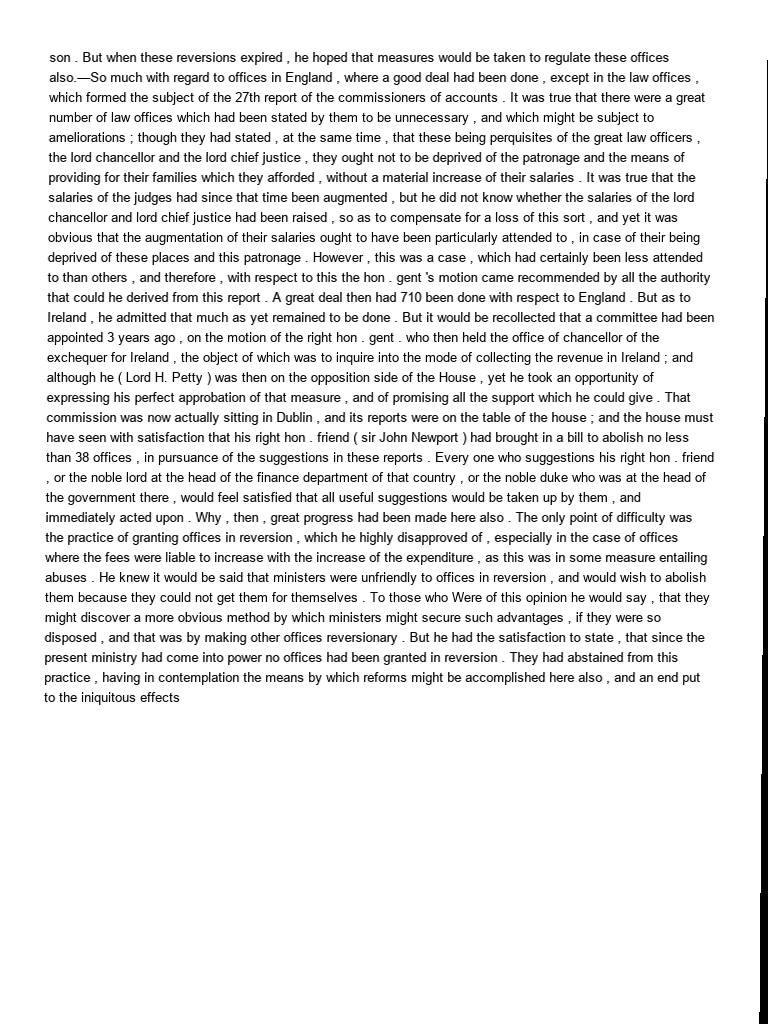 son . But when these reversions expired , he hoped that measures would be taken to regulate these offices
also.—So much with regard to offices in England , where a good deal had been done , except in the law offices ,
which formed the subject of the 27th report of the commissioners of accounts . It was true that there were a great
number of law offices which had been stated by them to be unnecessary , and which might be subject to
ameliorations ; though they had stated , at the same time , that these being perquisites of the great law officers ,
the lord chancellor and the lord chief justice , they ought not to be deprived of the patronage and the means of
providing for their families which they afforded , without a material increase of their salaries . It was true that the
salaries of the judges had since that time been augmented , but he did not know whether the salaries of the lord
chancellor and lord chief justice had been raised , so as to compensate for a loss of this sort , and yet it was
obvious that the augmentation of their salaries ought to have been particularly attended to , in case of their being
deprived of these places and this patronage . However , this was a case , which had certainly been less attended
to than others , and therefore , with respect to this the hon . gent 's motion came recommended by all the authority
that could he derived from this report . A great deal then had 710 been done with respect to England . But as to
Ireland , he admitted that much as yet remained to be done . But it would be recollected that a committee had been
appointed 3 years ago , on the motion of the right hon . gent . who then held the office of chancellor of the
exchequer for Ireland , the object of which was to inquire into the mode of collecting the revenue in Ireland ; and
although he ( Lord H. Petty ) was then on the opposition side of the House , yet he took an opportunity of
expressing his perfect approbation of that measure , and of promising all the support which he could give . That
commission was now actually sitting in Dublin , and its reports were on the table of the house ; and the house must
have seen with satisfaction that his right hon . friend ( sir John Newport ) had brought in a bill to abolish no less
than 38 offices , in pursuance of the suggestions in these reports . Every one who suggestions his right hon . friend
, or the noble lord at the head of the finance department of that country , or the noble duke who was at the head of
the government there , would feel satisfied that all useful suggestions would be taken up by them , and
immediately acted upon . Why , then , great progress had been made here also . The only point of difficulty was
the practice of granting offices in reversion , which he highly disapproved of , especially in the case of offices
where the fees were liable to increase with the increase of the expenditure , as this was in some measure entailing
abuses . He knew it would be said that ministers were unfriendly to offices in reversion , and would wish to abolish
them because they could not get them for themselves . To those who Were of this opinion he would say , that they
might discover a more obvious method by which ministers might secure such advantages , if they were so
disposed , and that was by making other offices reversionary . But he had the satisfaction to state , that since the
present ministry had come into power no offices had been granted in reversion . They had abstained from this
practice , having in contemplation the means by which reforms might be accomplished here also , and an end put
to the iniquitous effects